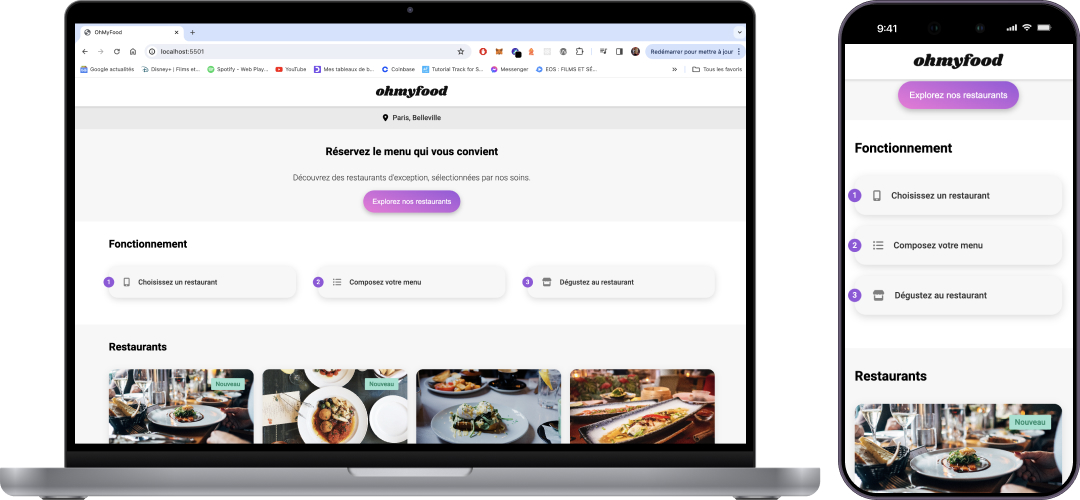 OhMyFood
localhost:5501
Redémarrer pour mettre à jour
Google actualités
Disney+ | Films et...
Spotify – Web Play...
YouTube
Mes tableaux de b...
Coinbase
Tutorial Track for S...
Messenger
EOS : FILMS ET SÉ...
»
Tous les favoris
ohmyfood
Paris, Belleville
Réservez le menu qui vous convient
Découvrez des restaurants d'exception, sélectionnées par nos soins.
Explorez nos restaurants
Fonctionnement
1 Choisissez un restaurant
2 Composez votre menu
3 Dégustez au restaurant
Restaurants
Nouveau
Nouveau
9:41
ohmyfood
Explorez nos restaurants
Fonctionnement
1 Choisissez un restaurant
2 Composez votre menu
3 Dégustez au restaurant
Restaurants
Nouveau